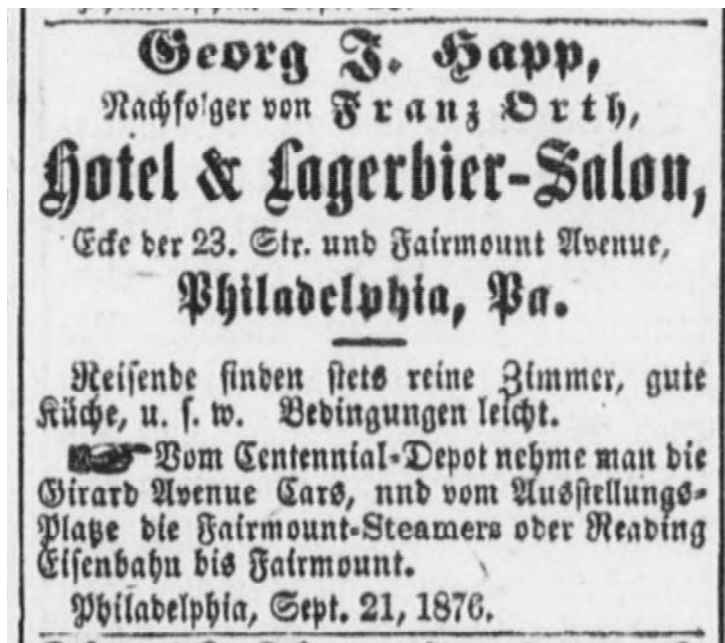 Georg J. Happ,
Nachfolger von Franz Orth,
Hotel & Lagerbier-Salon,
Ecke der 23. Str. und Fairmount Avenue,
Philadelphia, Pa.
Reisende finden stets reine Zimmer, gute
Küche, u. s. w. Bedingungen leicht.
Vom Centennial-Depot nehme man die
Girard Avenue Cars, nnd vom Ausstellungs-
Platze die Fairmount-Steamers oder Reading
Eisenbahn bis Fairmount.
Philadelphia, Sept. 21, 1876.